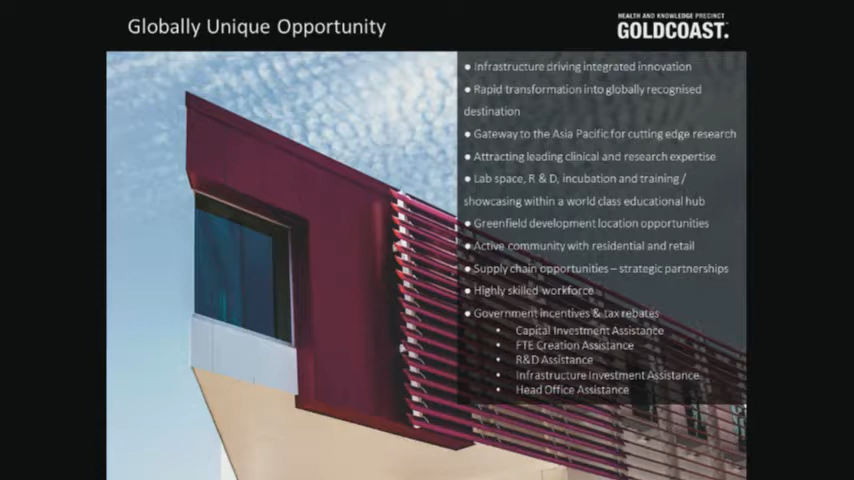 Globally Unique Opportunity
HEALTH AND KNOWLEDGE PRECINCT
GOLDCOAST.
● Infrastructure driving integrated innovation
● Rapid transformation into globally recognised
destination
● Gateway to the Asia Pacific for cutting edge research
● Attracting leading clinical and research expertise
● Lab space, R & D, incubation and training /
showcasing within a world class educational hub
● Greenfield development location opportunities
● Active community with residential and retail
● Supply chain opportunities – strategic partnerships
● Highly skilled workforce
● Government incentives & tax rebates
• Capital Investment Assistance
• FTE Creation Assistance
• R&D Assistance
• Infrastructure Investment Assistance
• Head Office Assistance